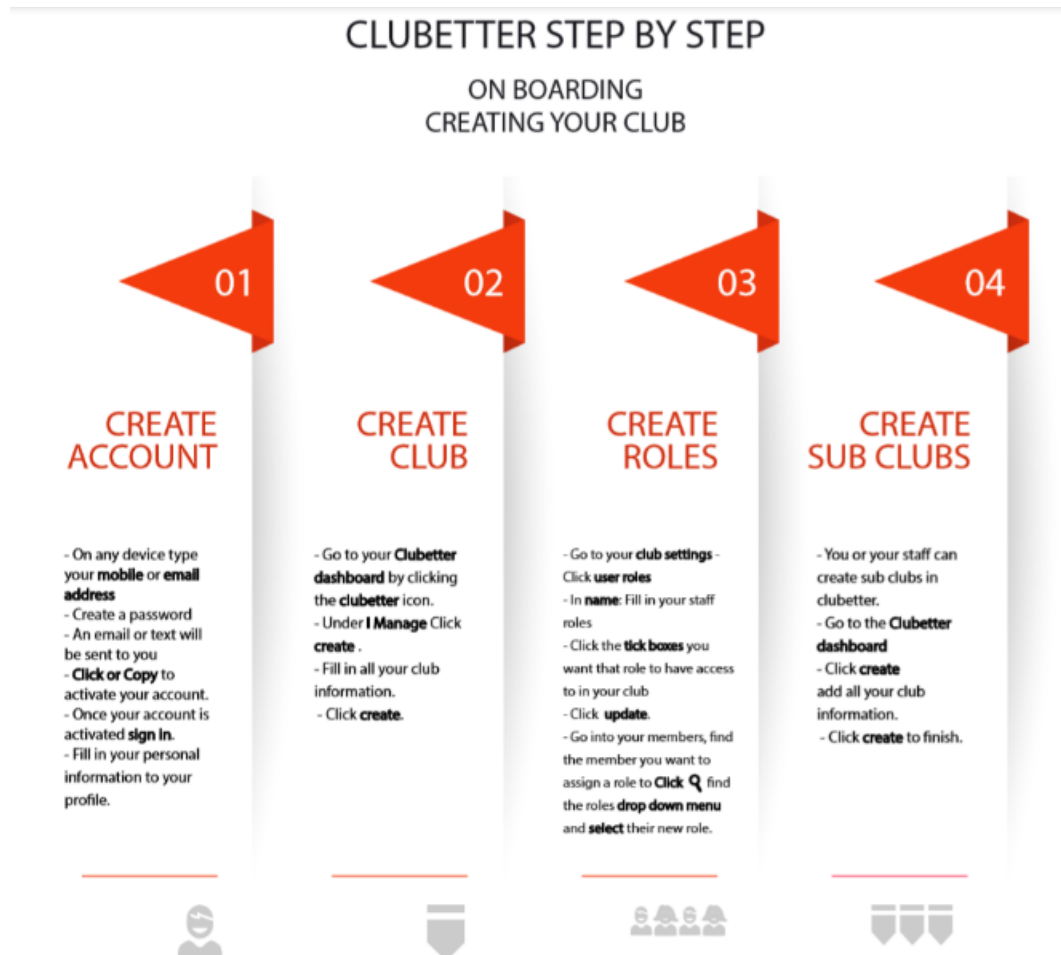 CLUBETTER STEP BY STEP
ON BOARDING
CREATING YOUR CLUB
01
CREATE
ACCOUNT
- On any device type
your mobile or email
address
- Create a password
- An email or text will
be sent to you
- Click or Copy to
activate your account.
- Once your account is
activated sign in.
- Fill in your personal
information to your
profile.
02
CREATE
CLUB
- Go to your Clubetter
dashboard by clicking
the clubetter icon.
- Under I Manage Click
create .
- Fill in all your club
information.
- Click create.
03
CREATE
ROLES
- Go to your club settings -
Click user roles
- In name: Fill in your staff
roles
- Click the tick boxes you
want that role to have access
to in your club
- Click update.
- Go into your members, find
the member you want to
assign a role to Click find
the roles drop down menu
and select their new role.
04
CREATE
SUB CLUBS
- You or your staff can
create sub clubs in
clubetter.
- Go to the Clubetter
dashboard
- Click create
add all your club
information.
- Click create to finish.